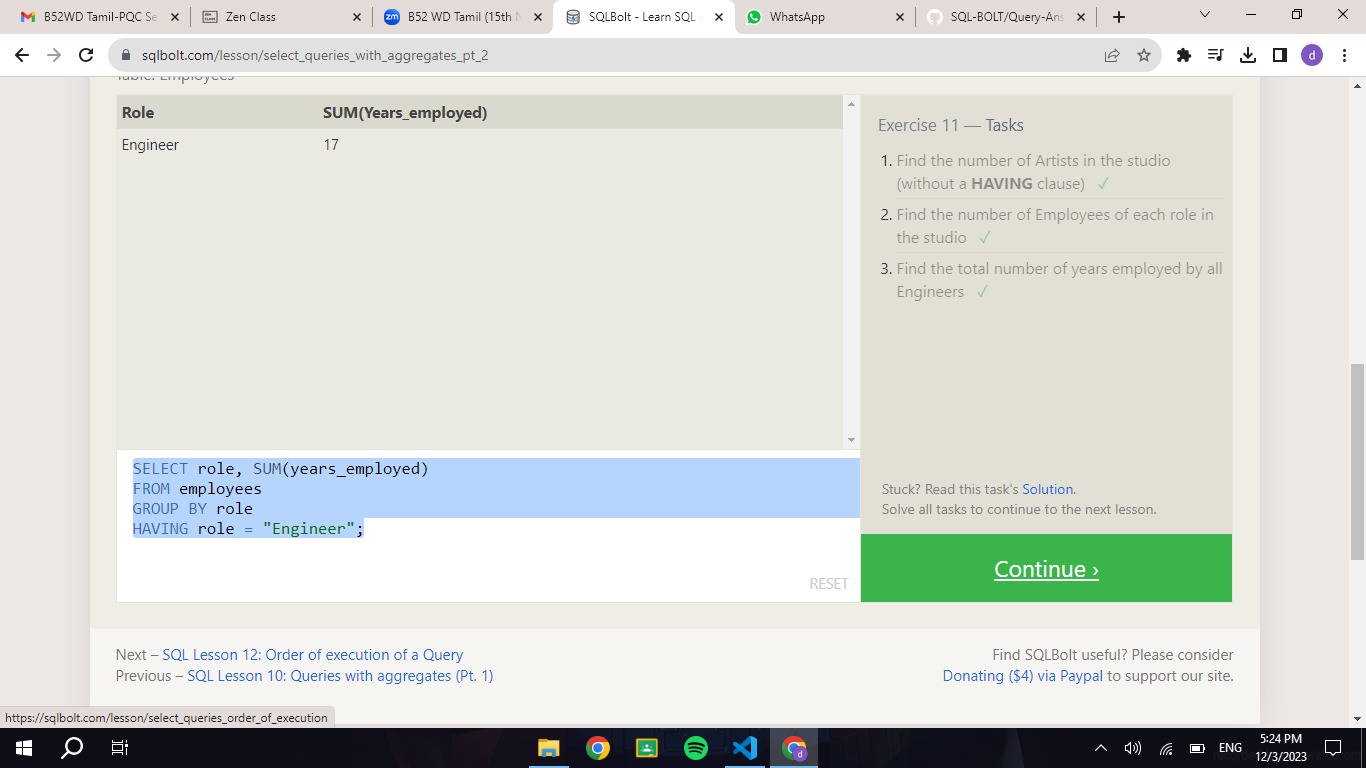 B52WD Tamil-PQC Se
Zen Class
B52 WD Tamil (15th N
SQLBolt - Learn SQL -
WhatsApp
SQL-BOLT/Query-Ans
sqlbolt.com/lesson/select_queries_with_aggregates_pt_2
d
Table: Employees
Role SUM(Years_employed)
Engineer 17
Exercise 11 — Tasks
1. Find the number of Artists in the studio
(without a HAVING clause) ✓
2. Find the number of Employees of each role in
the studio ✓
3. Find the total number of years employed by all
Engineers ✓
SELECT role, SUM(years_employed)
FROM employees
GROUP BY role
HAVING role = "Engineer";
RESET
Stuck? Read this task's Solution.
Solve all tasks to continue to the next lesson.
Continue ›
Next – SQL Lesson 12: Order of execution of a Query
Previous – SQL Lesson 10: Queries with aggregates (Pt. 1)
Find SQLBolt useful? Please consider
Donating ($4) via Paypal to support our site.
https://sqlbolt.com/lesson/select_queries_order_of_execution
ENG
5:24 PM
12/3/2023